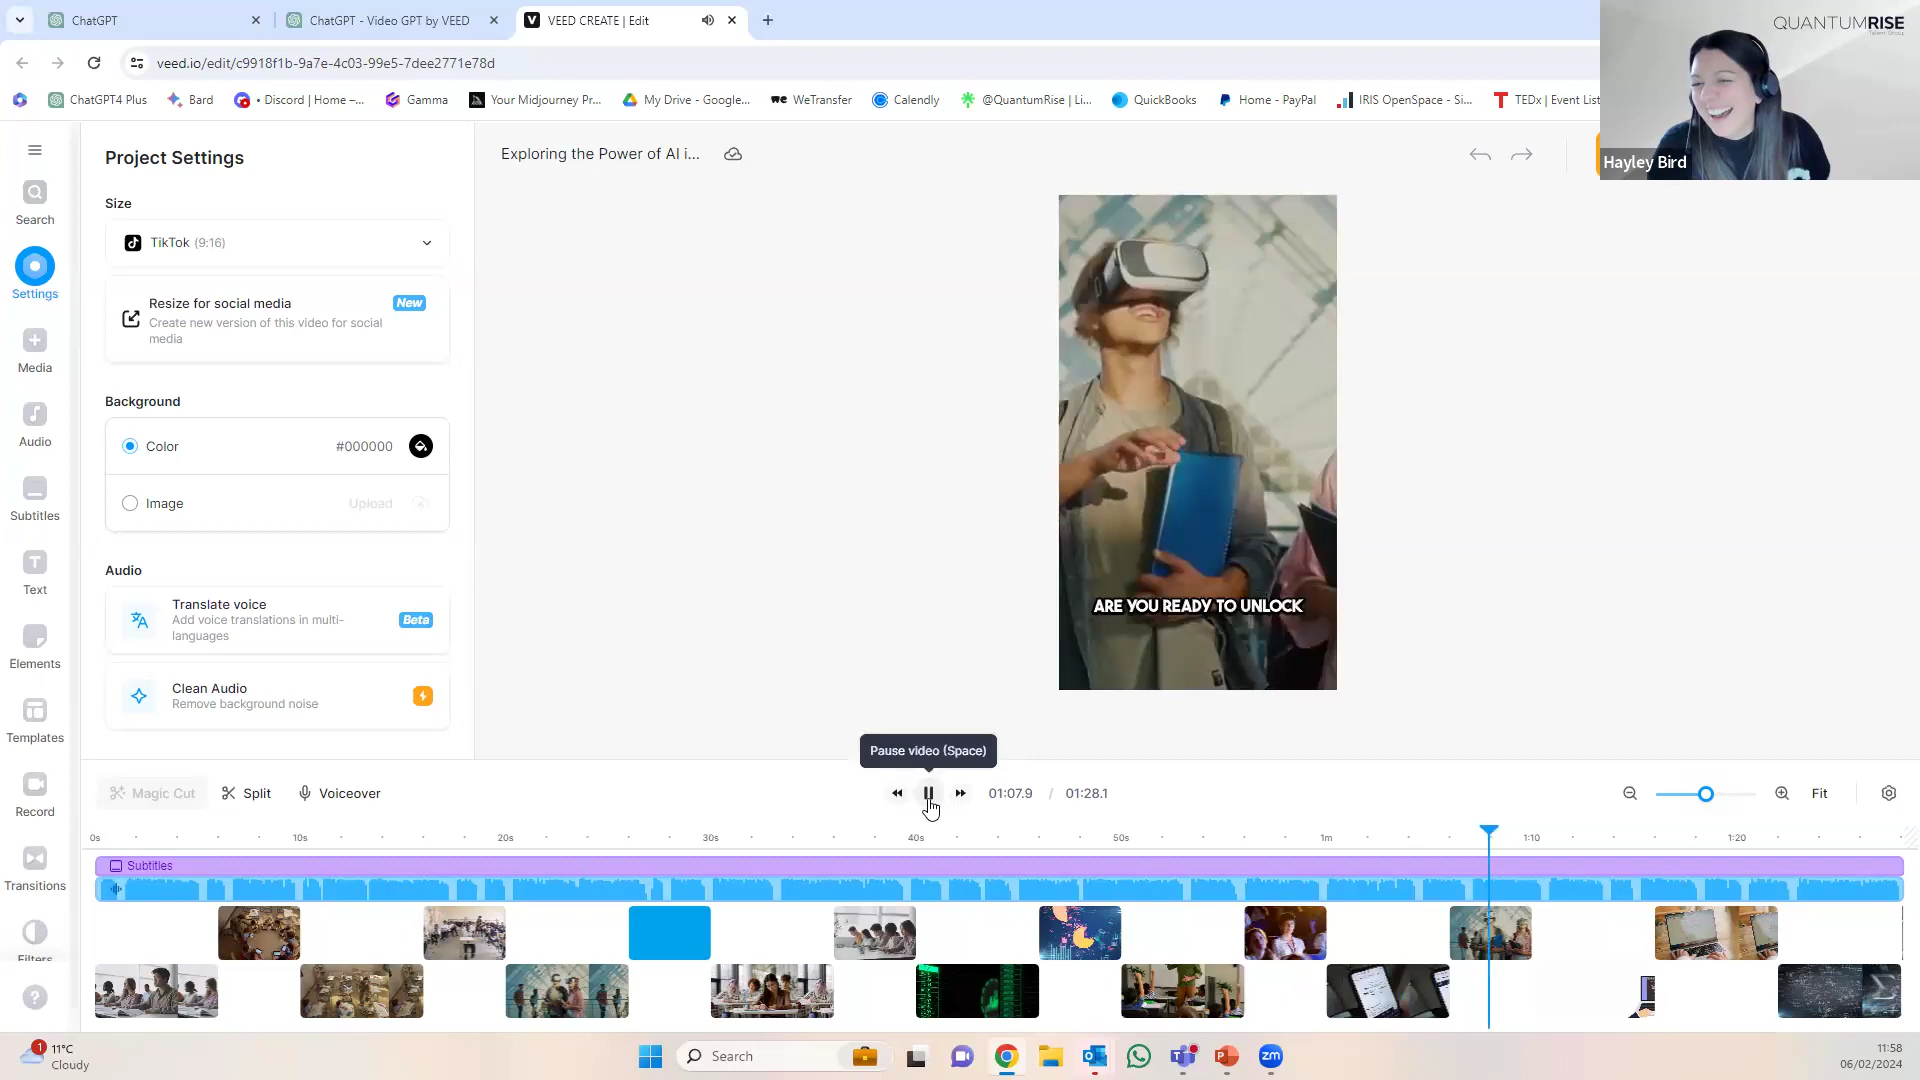 ChatGPT
ChatGPT - Video GPT by VEED
VEED CREATE | Edit
veed.io/edit/c9918f1b-9a7e-4c03-99e5-7dee2771e78d
ChatGPT4 Plus
Bard
• Discord | Home –...
Gamma
Your Midjourney Pr...
My Drive - Google...
WeTransfer
Calendly
@QuantumRise | Li...
QuickBooks
Home - PayPal
IRIS OpenSpace - Si...
TEDx | Event List
QUANTUMRISE
Talent Group
Hayley Bird
Search
Settings
Media
Audio
Subtitles
Text
Elements
Templates
Record
Transitions
Filters
Project Settings
Size
TikTok (9:16)
Resize for social media
New
Create new version of this video for social
media
Background
Color
#000000
Image
Upload
Audio
Translate voice
Add voice translations in multi-
languages
Beta
Clean Audio
Remove background noise
Exploring the Power of AI i...
ARE YOU READY TO UNLOCK
Pause video (Space)
Magic Cut
Split
Voiceover
01:07.9 / 01:28.1
Fit
0s 10s 20s 30s 40s 50s 1m 1:10 1:20
Subtitles
1
11°C
Cloudy
Search
zm
11:58
06/02/2024